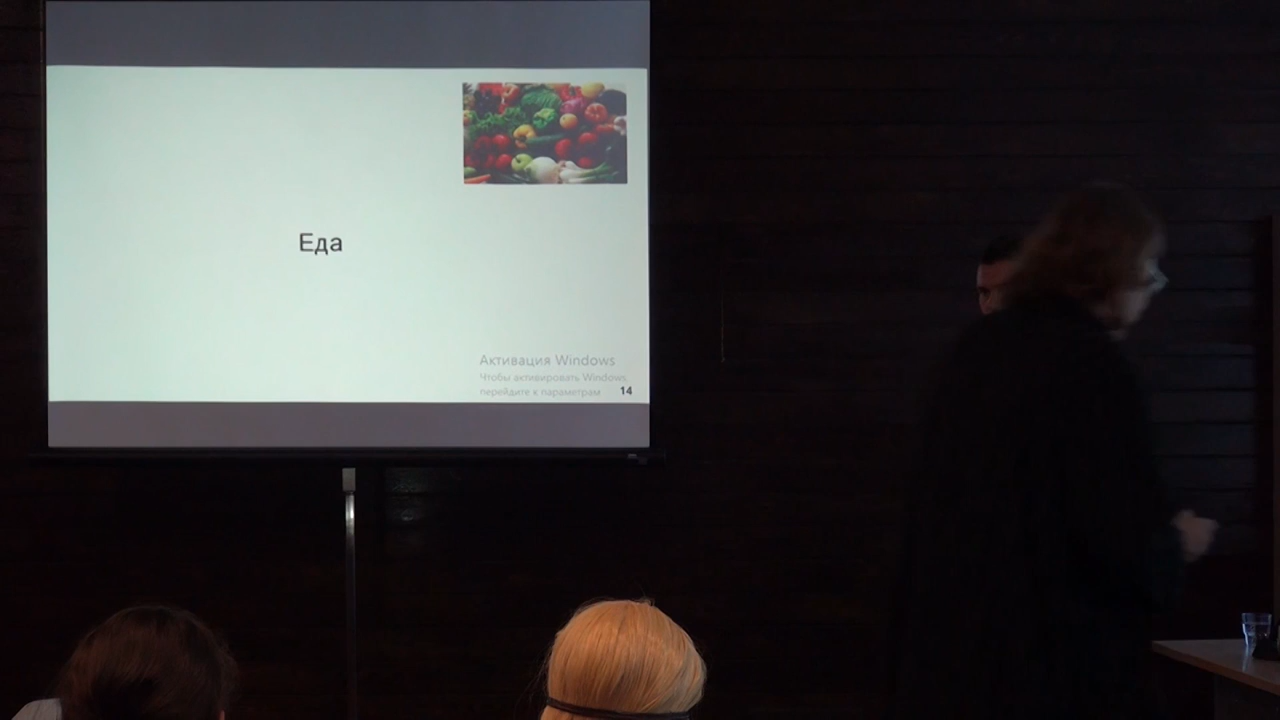 Еда
Активация Windows
Чтобы активировать Windows,
перейдите к параметрам
14